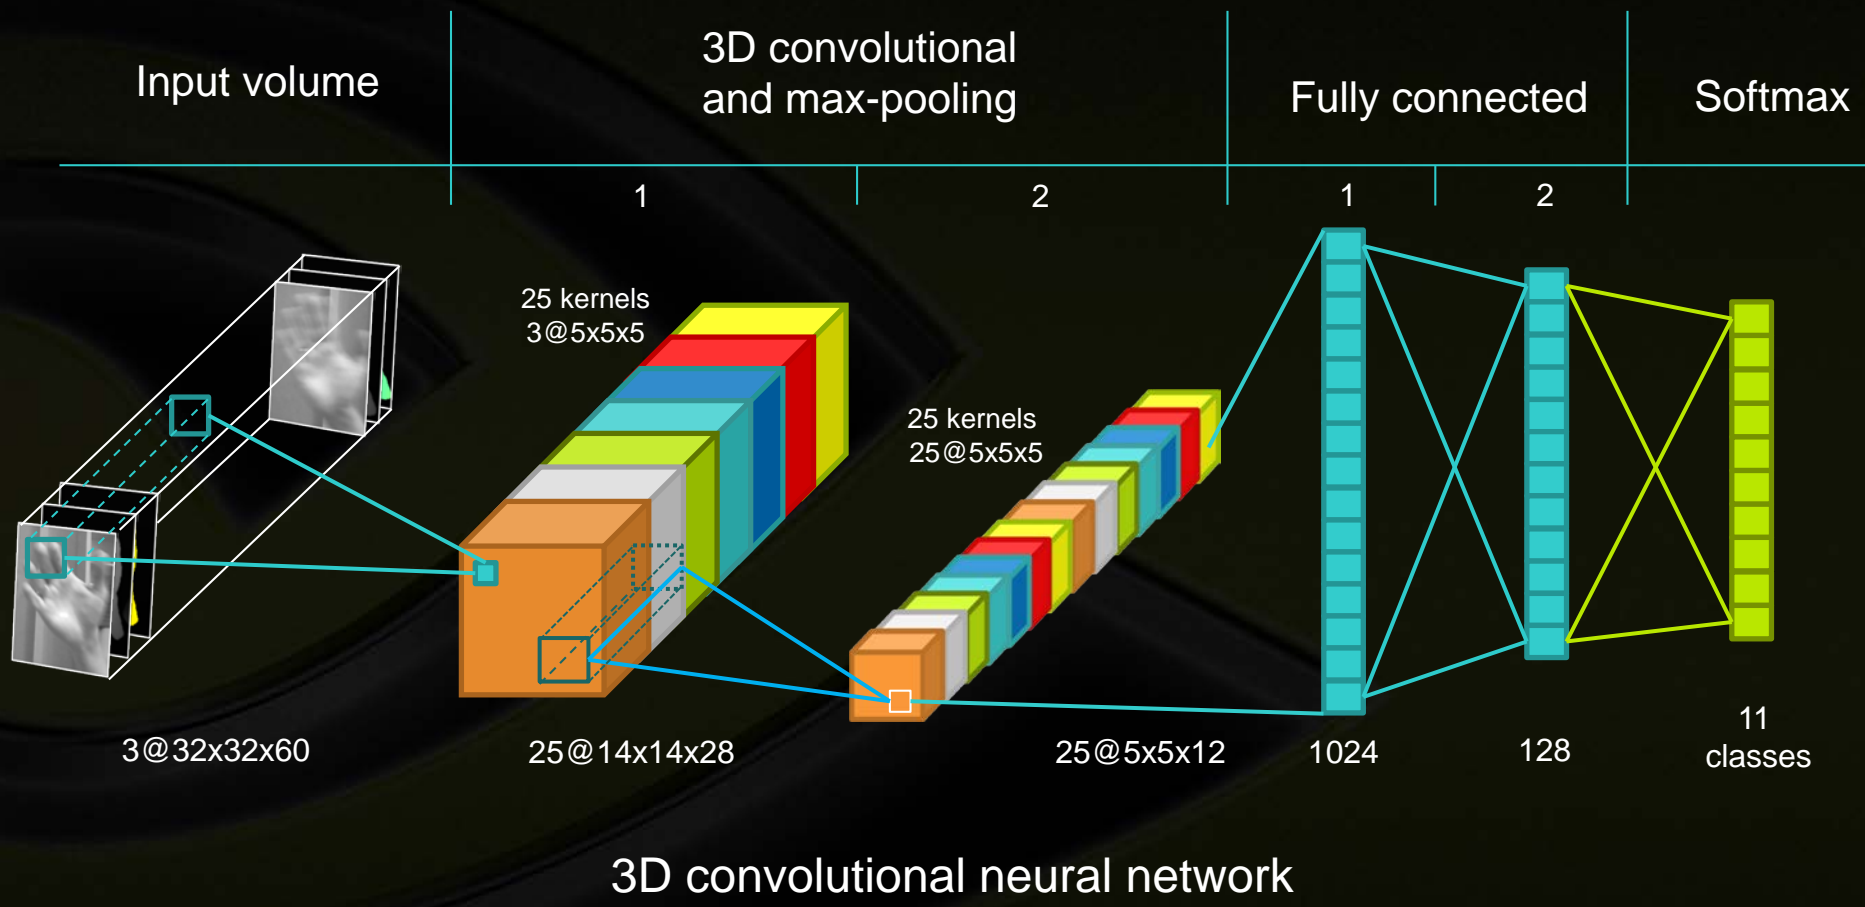 Input volume
3D convolutional
and max-pooling
Fully connected
Softmax
1
2
1
2
25 kernels
3@5x5x5
25 kernels
25@5x5x5
3@32x32x60
25@14x14x28
25@5x5x12
1024
128
11
classes
3D convolutional neural network